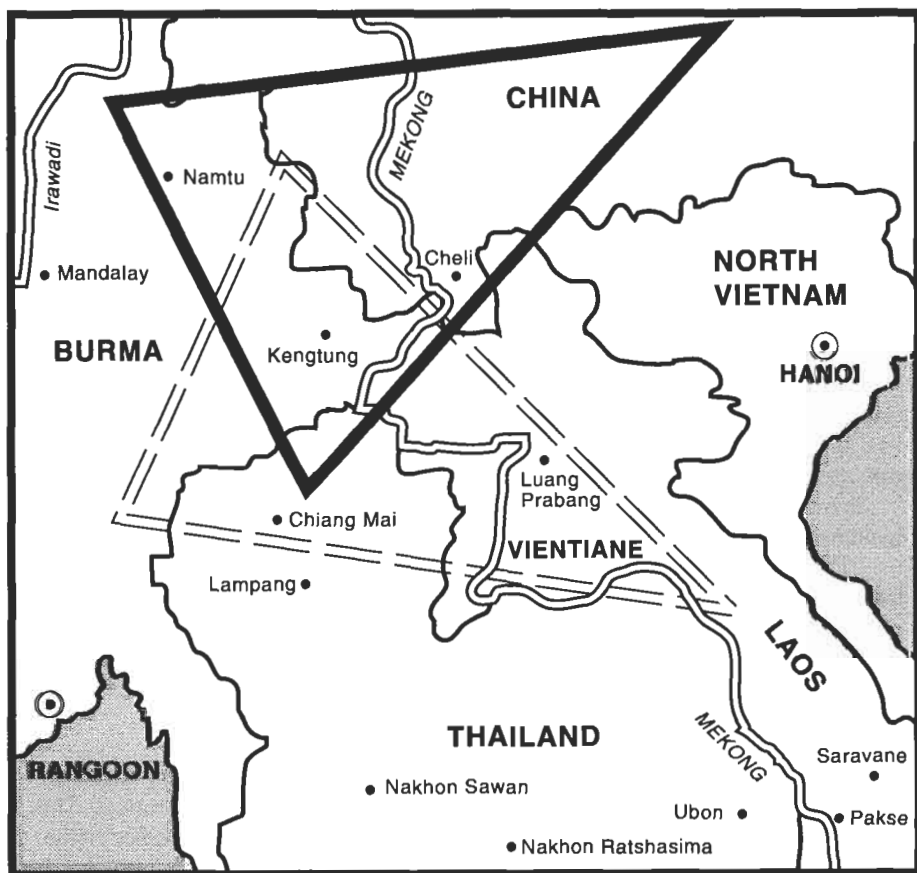 CHINA
MEKONG
Irawadi
Namtu
Mandalay
Cheli
NORTH
VIETNAM
BURMA
Kengtung
HANOI
Luang
Prabang
Chiang Mai
VIENTIANE
Lampang
LAOS
THAILAND
MEKONG
RANGOON
Saravane
Nakhon Sawan
Ubon
Pakse
Nakhon Ratshasima